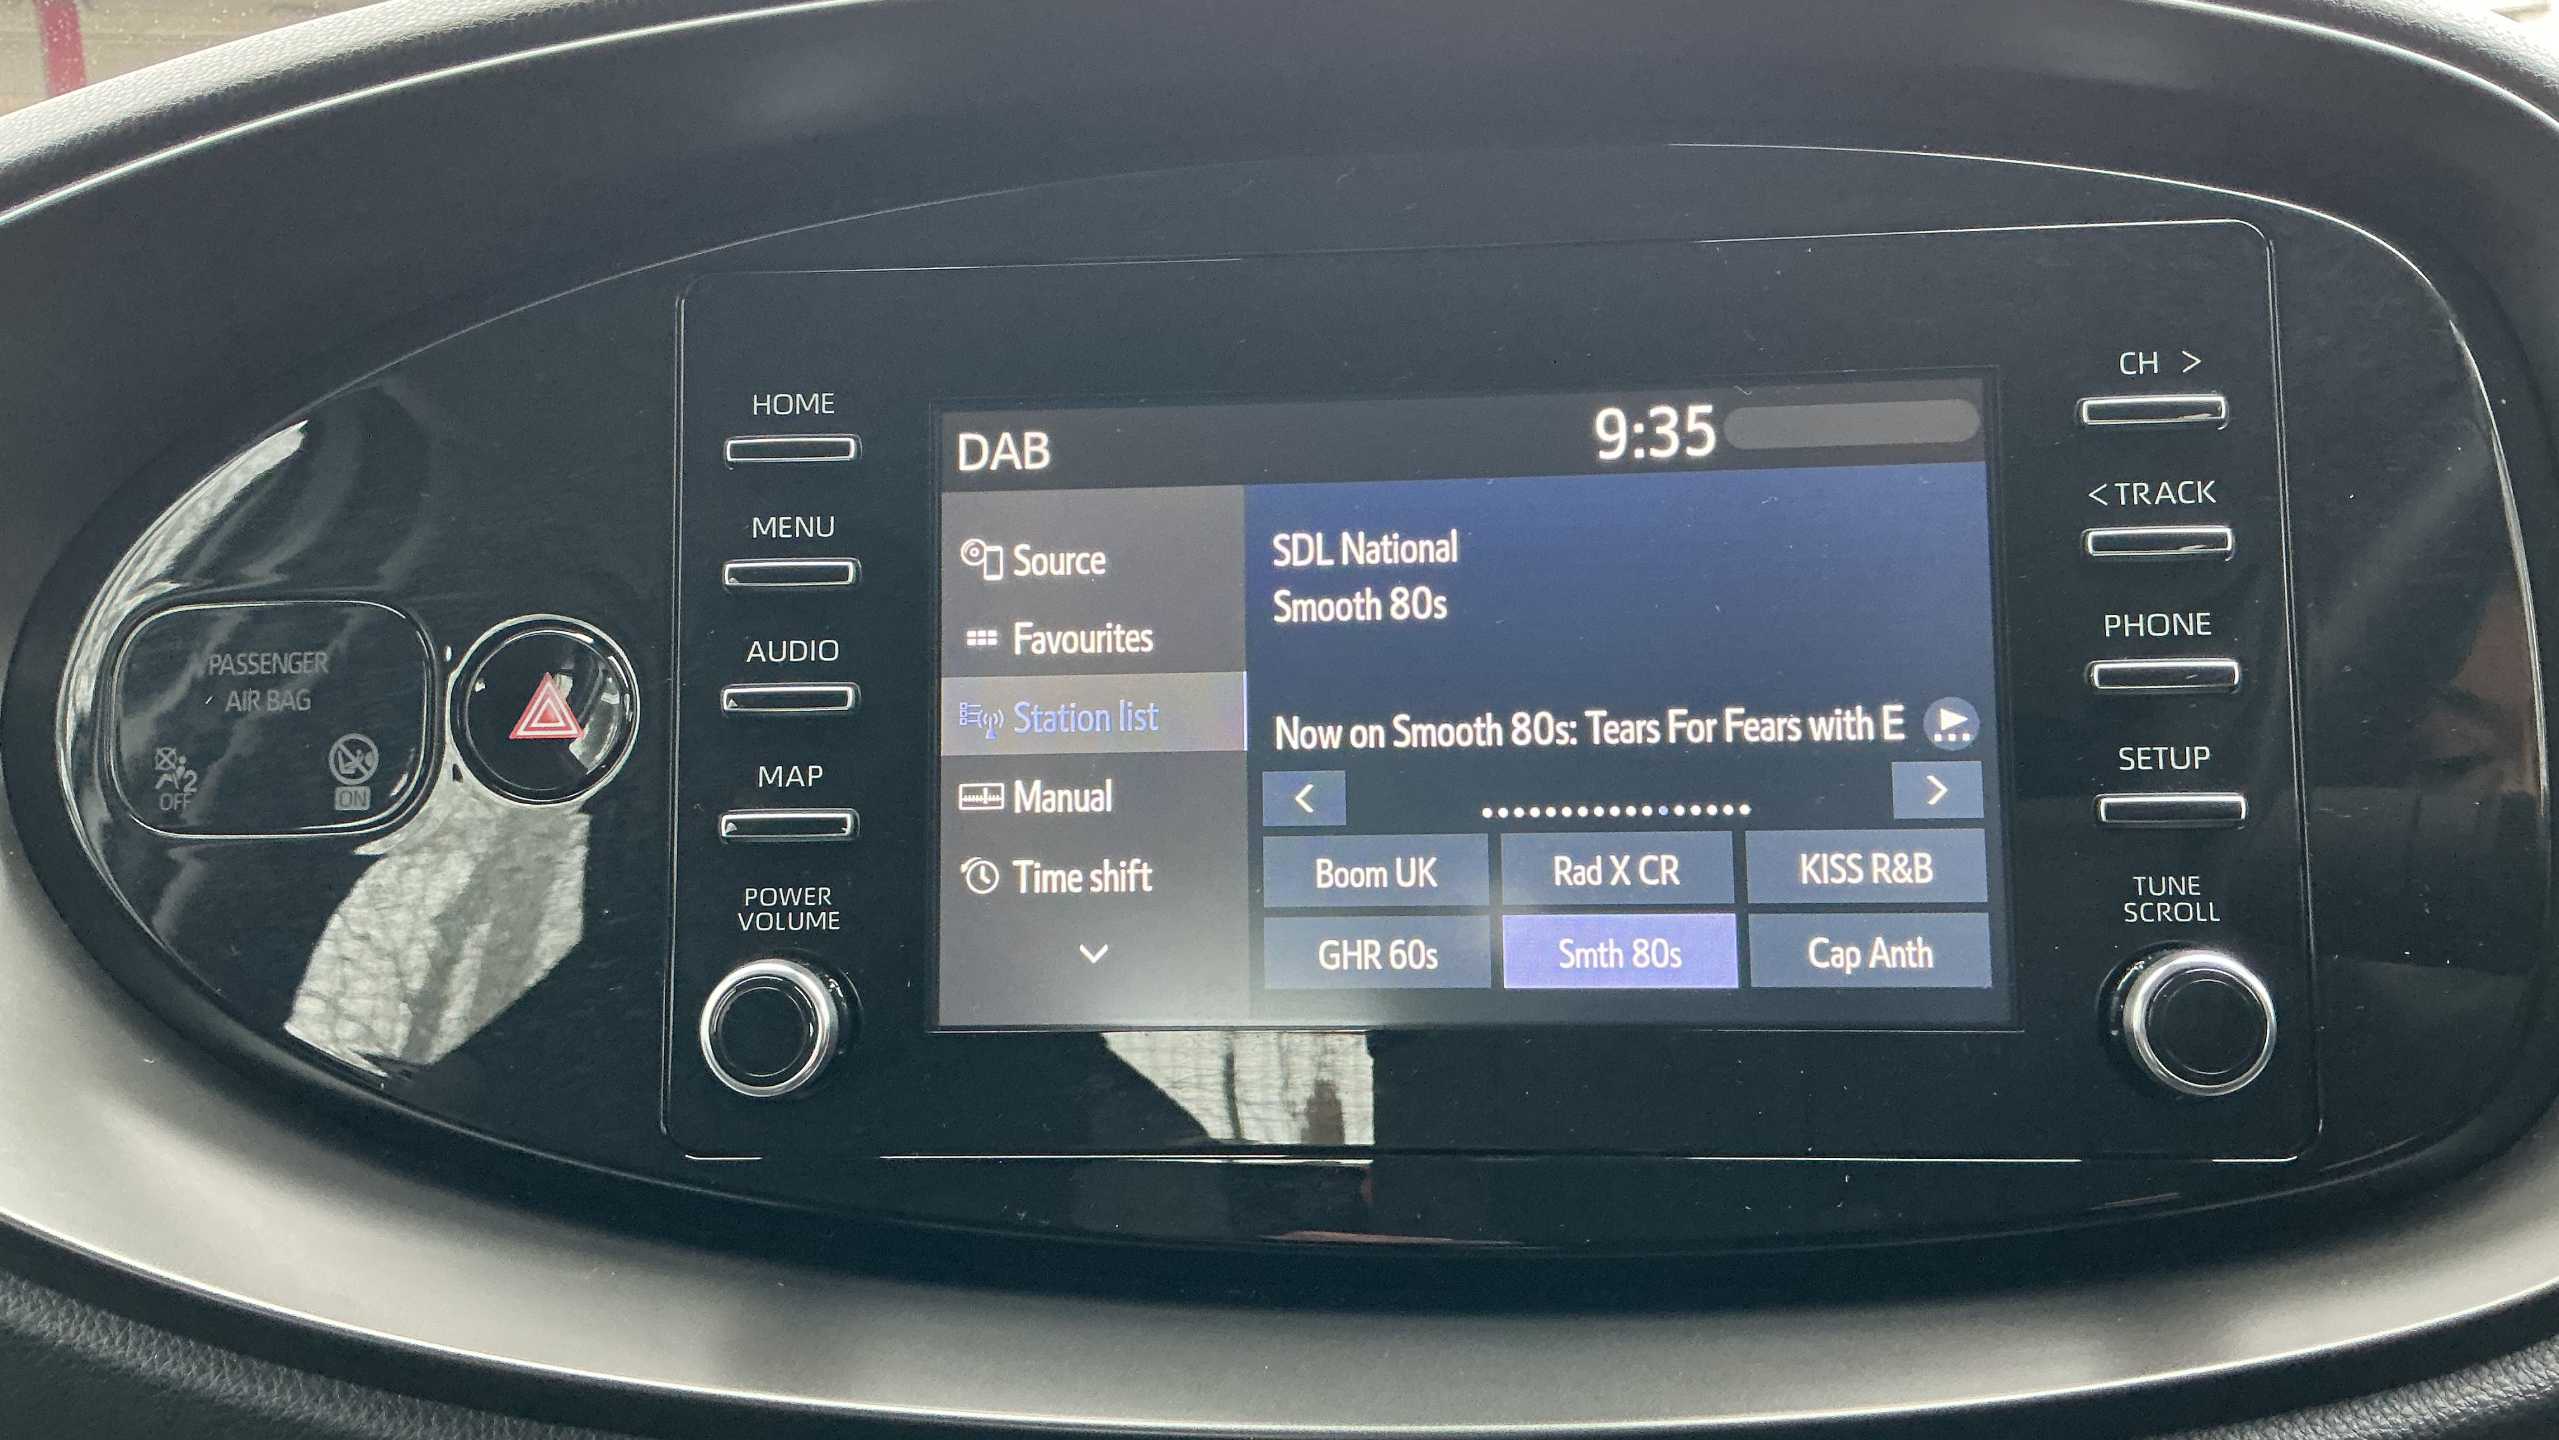 PASSENGER
AIR BAG
2
OFF
ON
HOME
MENU
AUDIO
MAP
POWER
VOLUME
DAB
9:35
Source
Favourites
Station list
Manual
Time shift
SDL National
Smooth 80s
Now on Smooth 80s: Tears For Fears with E
Boom UK
Rad X CR
KISS R&B
GHR 60s
Smth 80s
Cap Anth
CH >
< TRACK
PHONE
SETUP
TUNE
SCROLL